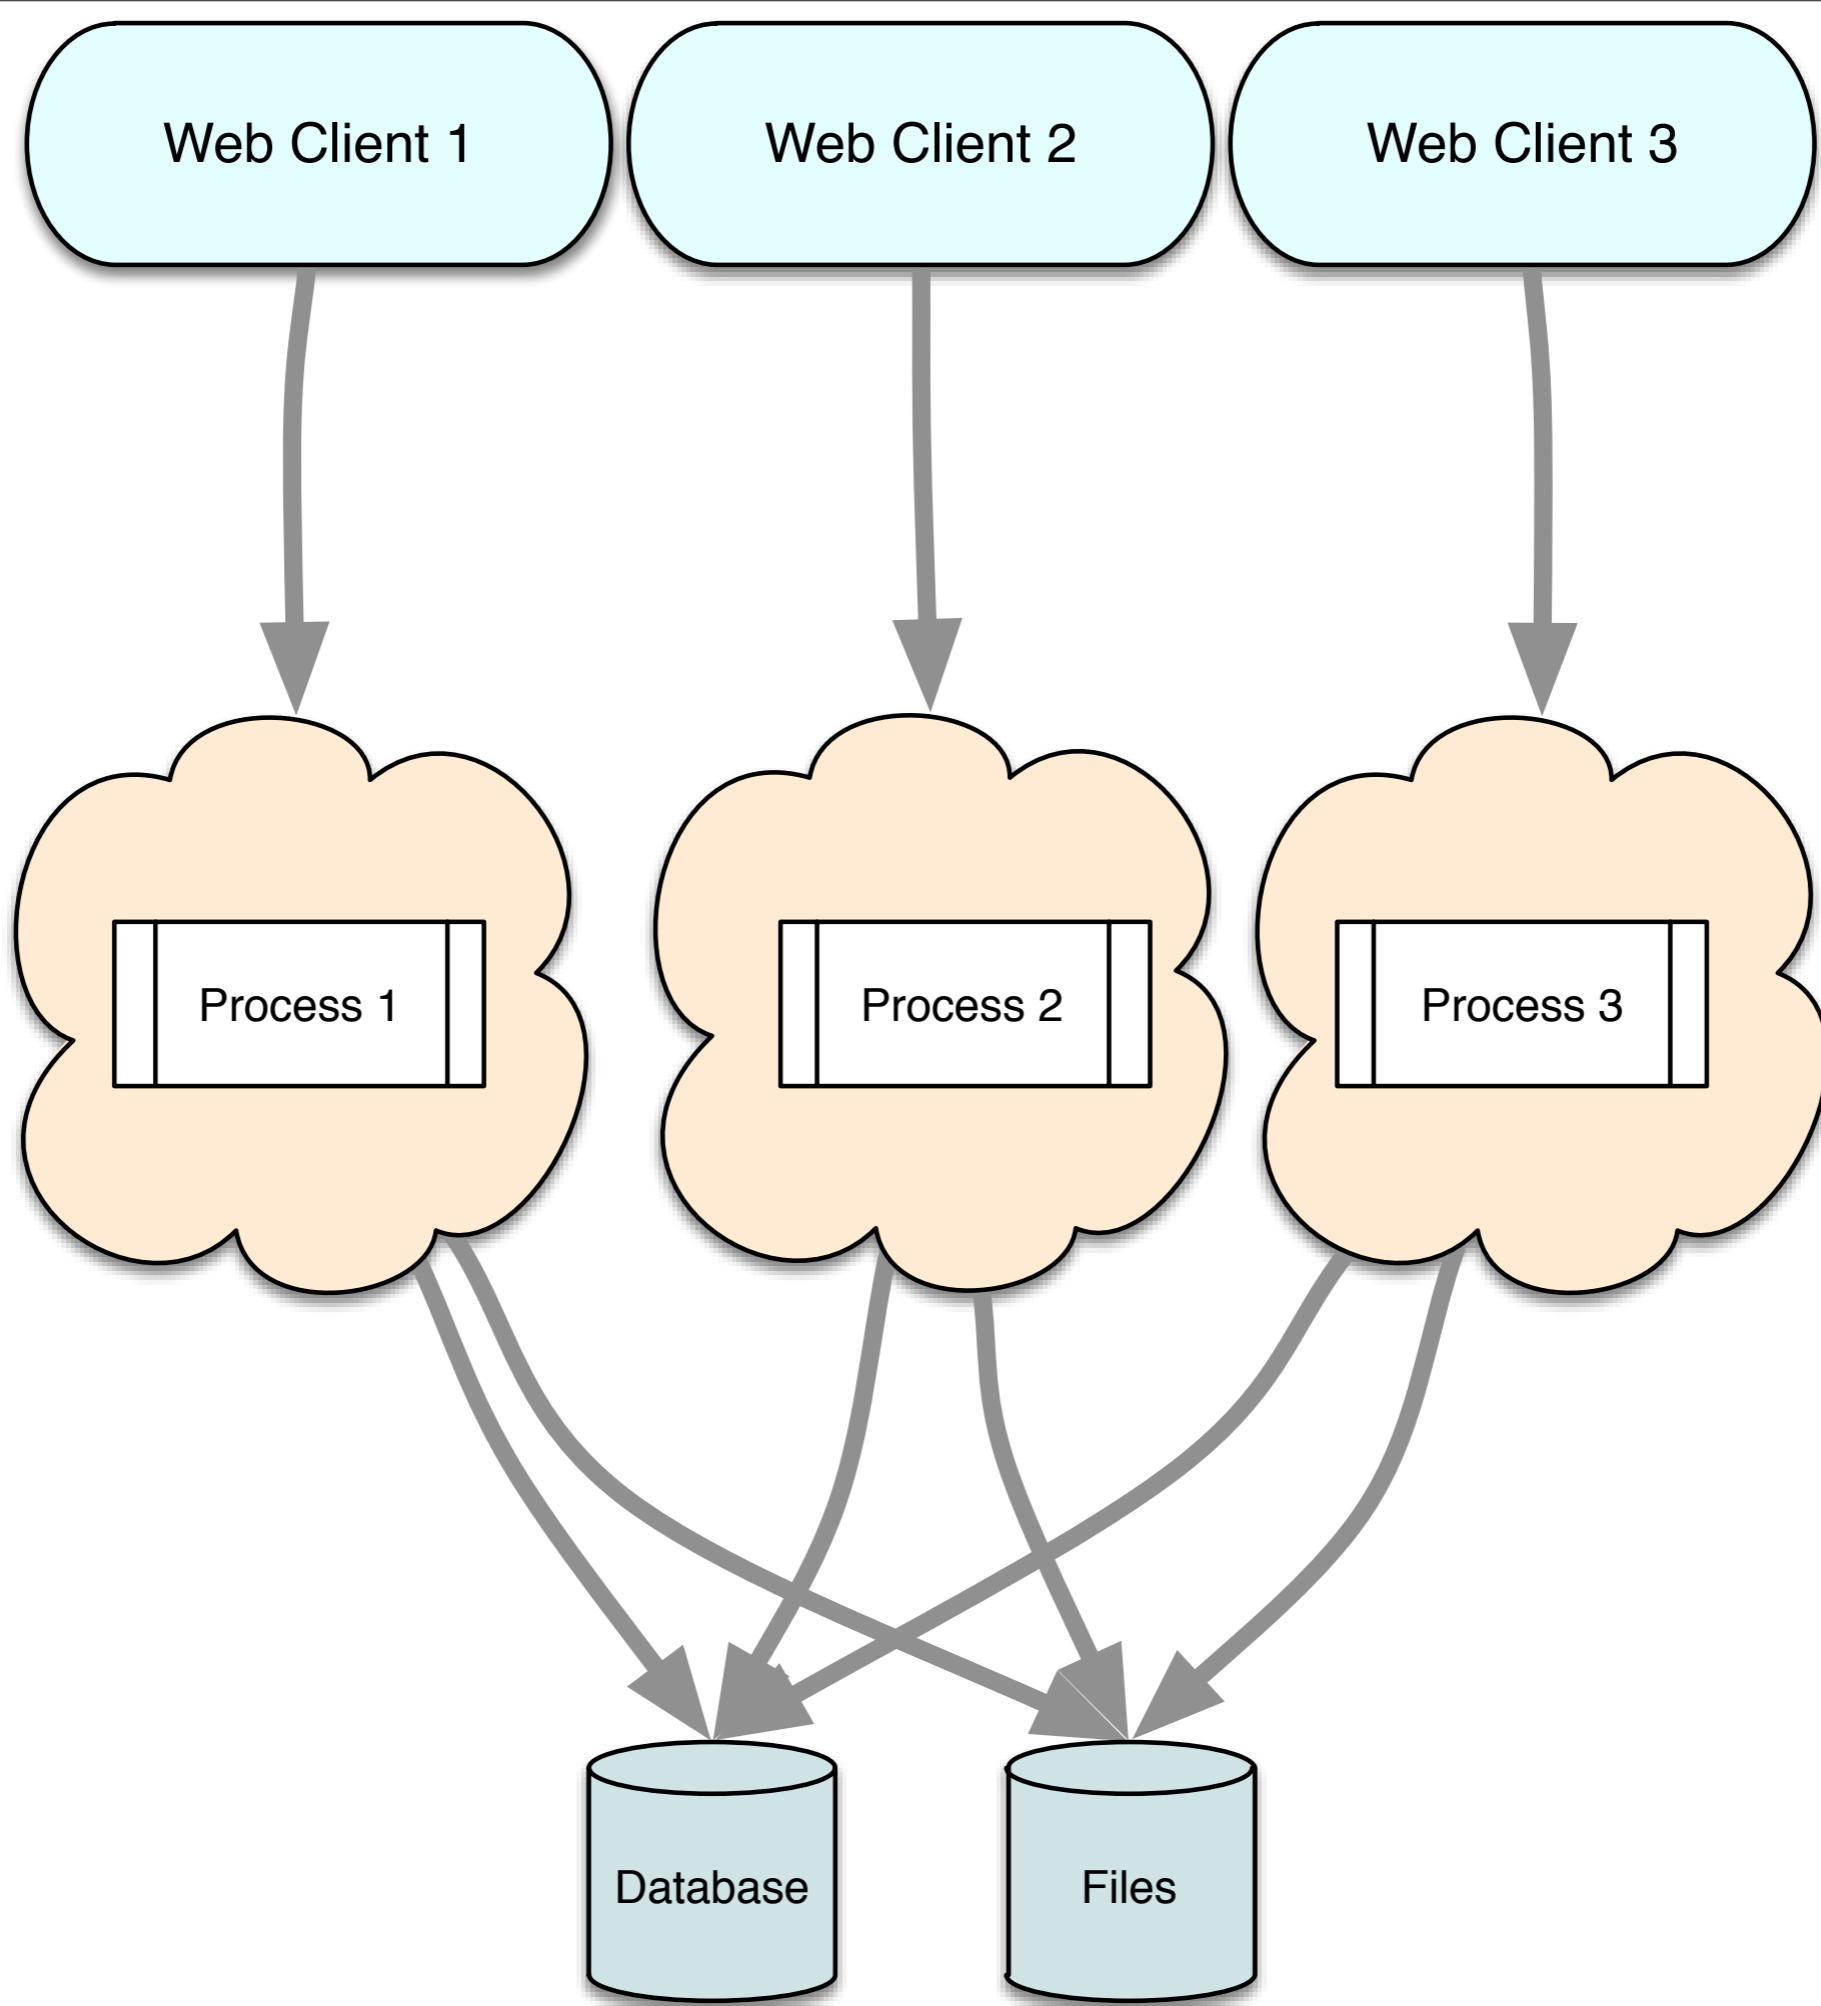 Web Client 1
Web Client 2
Web Client 3
Process 1
Process 2
Process 3
Database
Files